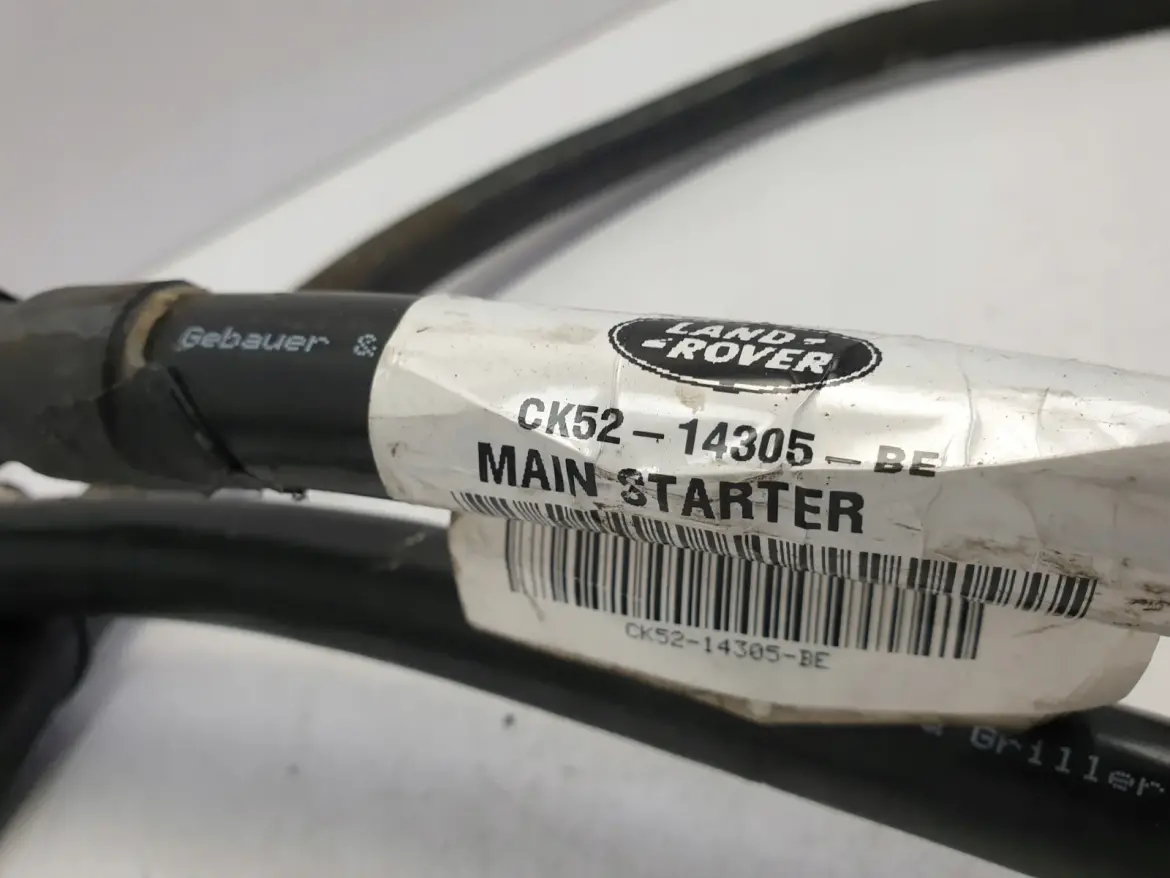 Gebauer &
LAND-
-ROVER
CK52-14305-BE
MAIN STARTER
CK52-14305-BE
& Griller